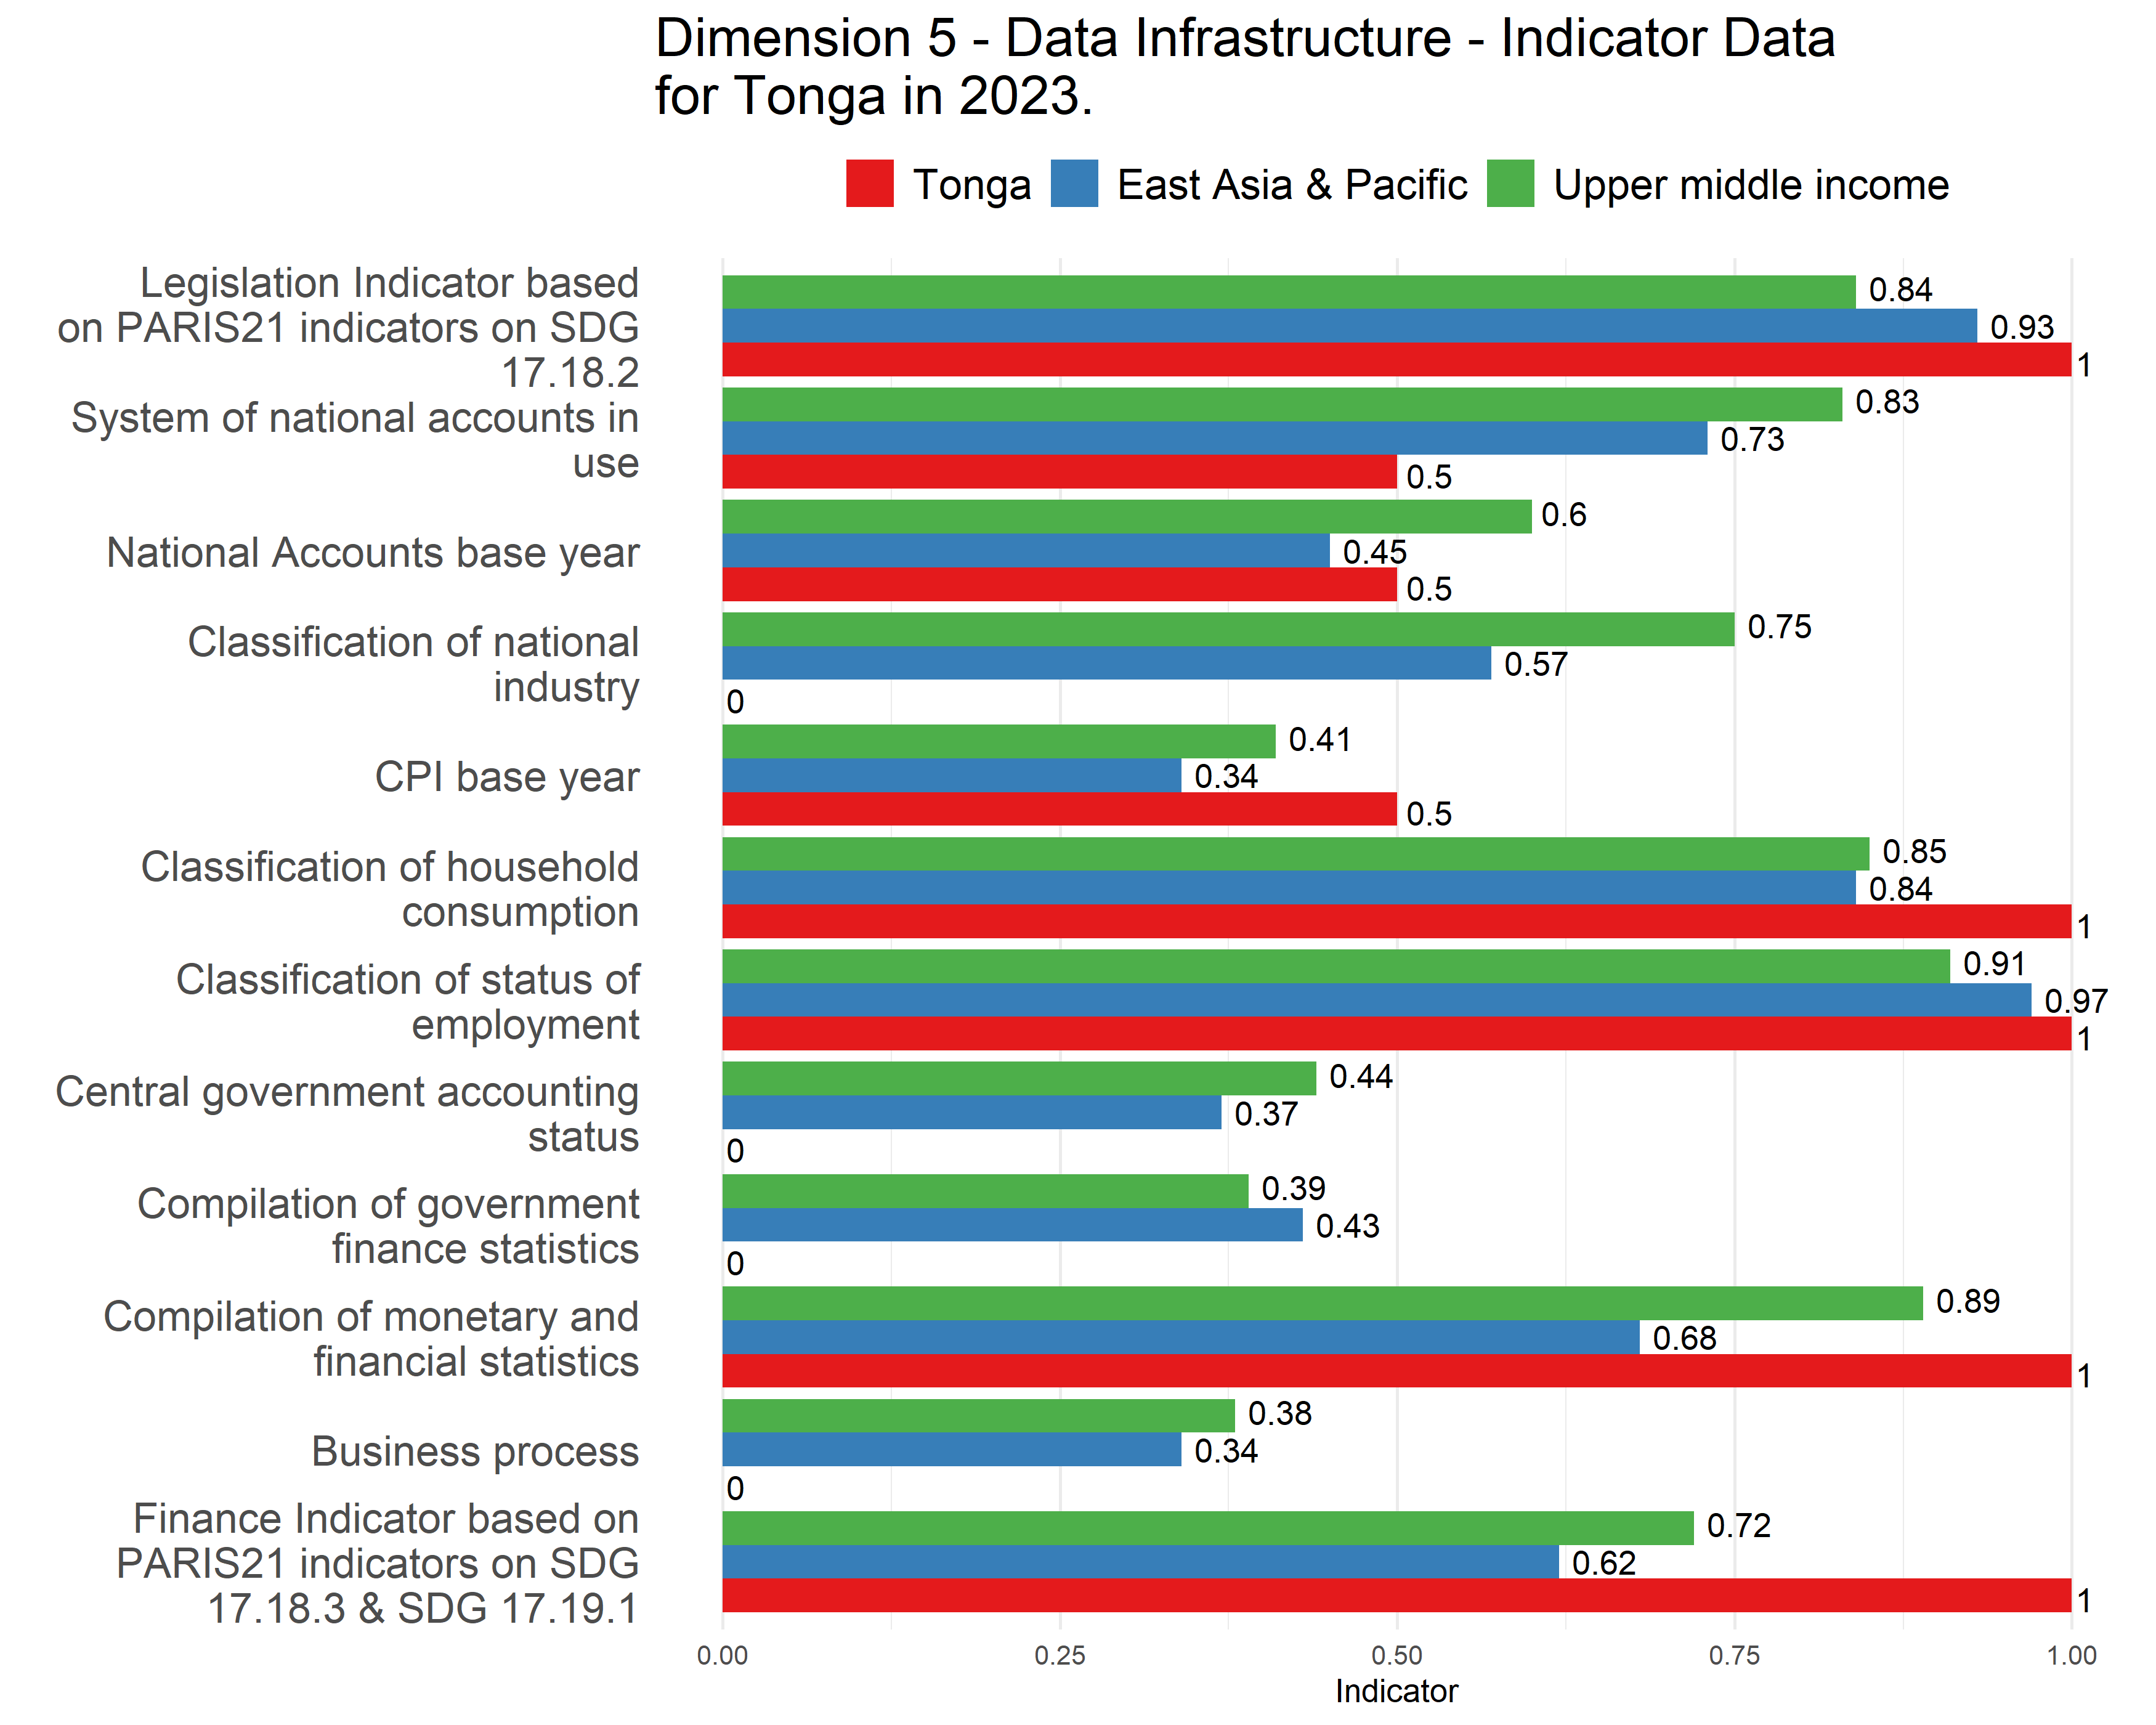 Dimension 5 - Data Infrastructure - Indicator Data
for Tonga in 2023.
Tonga East Asia & Pacific Upper middle income
Legislation Indicator based
on PARIS21 indicators on SDG
17.18.2
0.84
0.93
1
System of national accounts in
use
0.83
0.73
0.5
National Accounts base year
0.6
0.45
0.5
Classification of national
industry
0.75
0.57
0
CPI base year
0.41
0.34
0.5
Classification of household
consumption
0.85
0.84
1
Classification of status of
employment
0.91
0.97
1
Central government accounting
status
0.44
0.37
0
Compilation of government
finance statistics
0.39
0.43
0
Compilation of monetary and
financial statistics
0.89
0.68
1
Business process
0.38
0.34
0
Finance Indicator based on
PARIS21 indicators on SDG
17.18.3 & SDG 17.19.1
0.72
0.62
1
0.00 0.25 0.50 0.75 1.00
Indicator